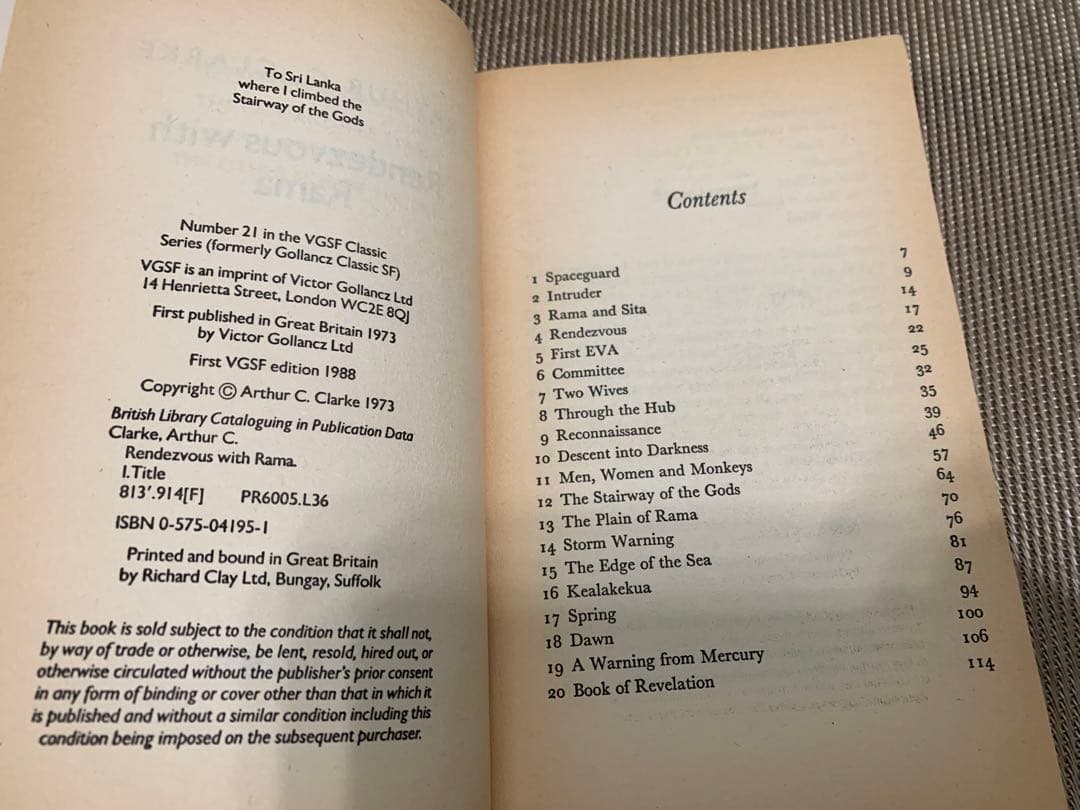 To Sri Lanka
where I climbed the
Stairway of the Gods
Number 21 in the VGSF Classic
Series (formerly Gollancz Classic SF)
VGSF is an imprint of Victor Gollancz Ltd
14 Henrietta Street, London WC2E 8QJ
First published in Great Britain 1973
by Victor Gollancz Ltd
First VGSF edition 1988
Copyright © Arthur C. Clarke 1973
British Library Cataloguing in Publication Data
Clarke, Arthur C.
Rendezvous with Rama.
I.Title
813'.914[F] PR6005.L36
ISBN 0-575-04195-1
Printed and bound in Great Britain
by Richard Clay Ltd, Bungay, Suffolk
This book is sold subject to the condition that it shall not,
by way of trade or otherwise, be lent, resold, hired out, or
otherwise circulated without the publisher's prior consent
in any form of binding or cover other than that in which it
is published and without a similar condition including this
condition being imposed on the subsequent purchaser.
Contents
1 Spaceguard 7
2 Intruder 9
3 Rama and Sita 14
4 Rendezvous 17
5 First EVA 22
6 Committee 25
7 Two Wives 32
8 Through the Hub 35
9 Reconnaissance 39
10 Descent into Darkness 46
11 Men, Women and Monkeys 57
12 The Stairway of the Gods 64
13 The Plain of Rama 70
14 Storm Warning 76
15 The Edge of the Sea 81
16 Kealakekua 87
17 Spring 94
18 Dawn 100
19 A Warning from Mercury 106
20 Book of Revelation 114